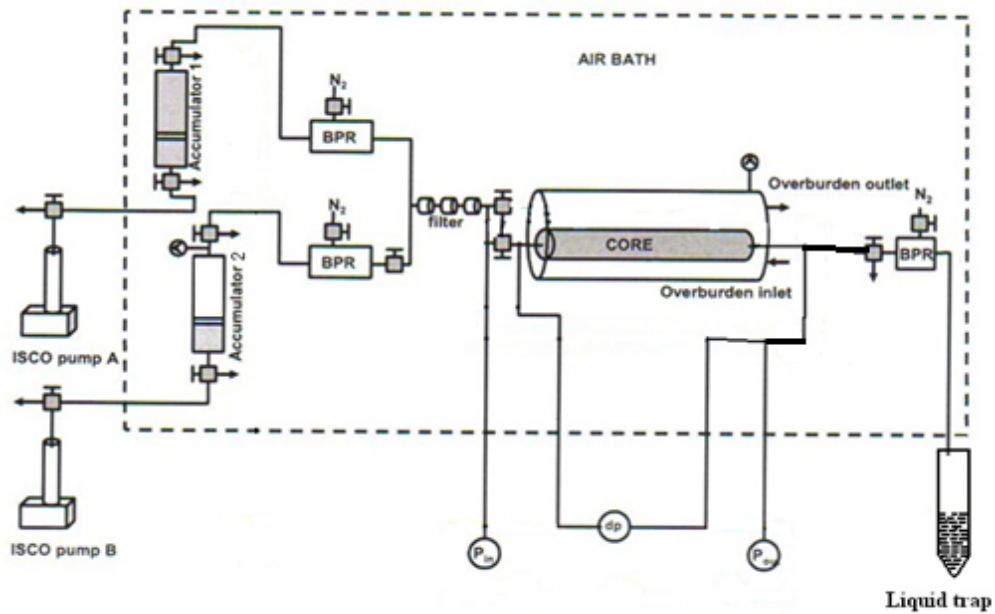 AIR BATH
Accumulator 1
N2
BPR
Overburden outlet
N2
N2
filter
CORE
BPR
BPR
Accumulator 2
Overburden inlet
ISCO pump A
dp
ISCO pump B
Pin
Liquid trap